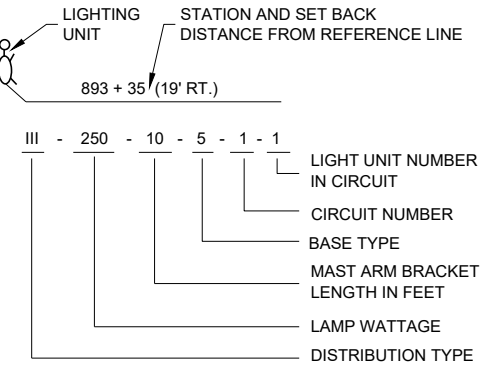 LIGHTING
UNIT
STATION AND SET BACK
DISTANCE FROM REFERENCE LINE
893 + 35 (19' RT.)
III - 250 - 10 - 5 - 1 - 1
LIGHT UNIT NUMBER
IN CIRCUIT
CIRCUIT NUMBER
BASE TYPE
MAST ARM BRACKET
LENGTH IN FEET
LAMP WATTAGE
DISTRIBUTION TYPE